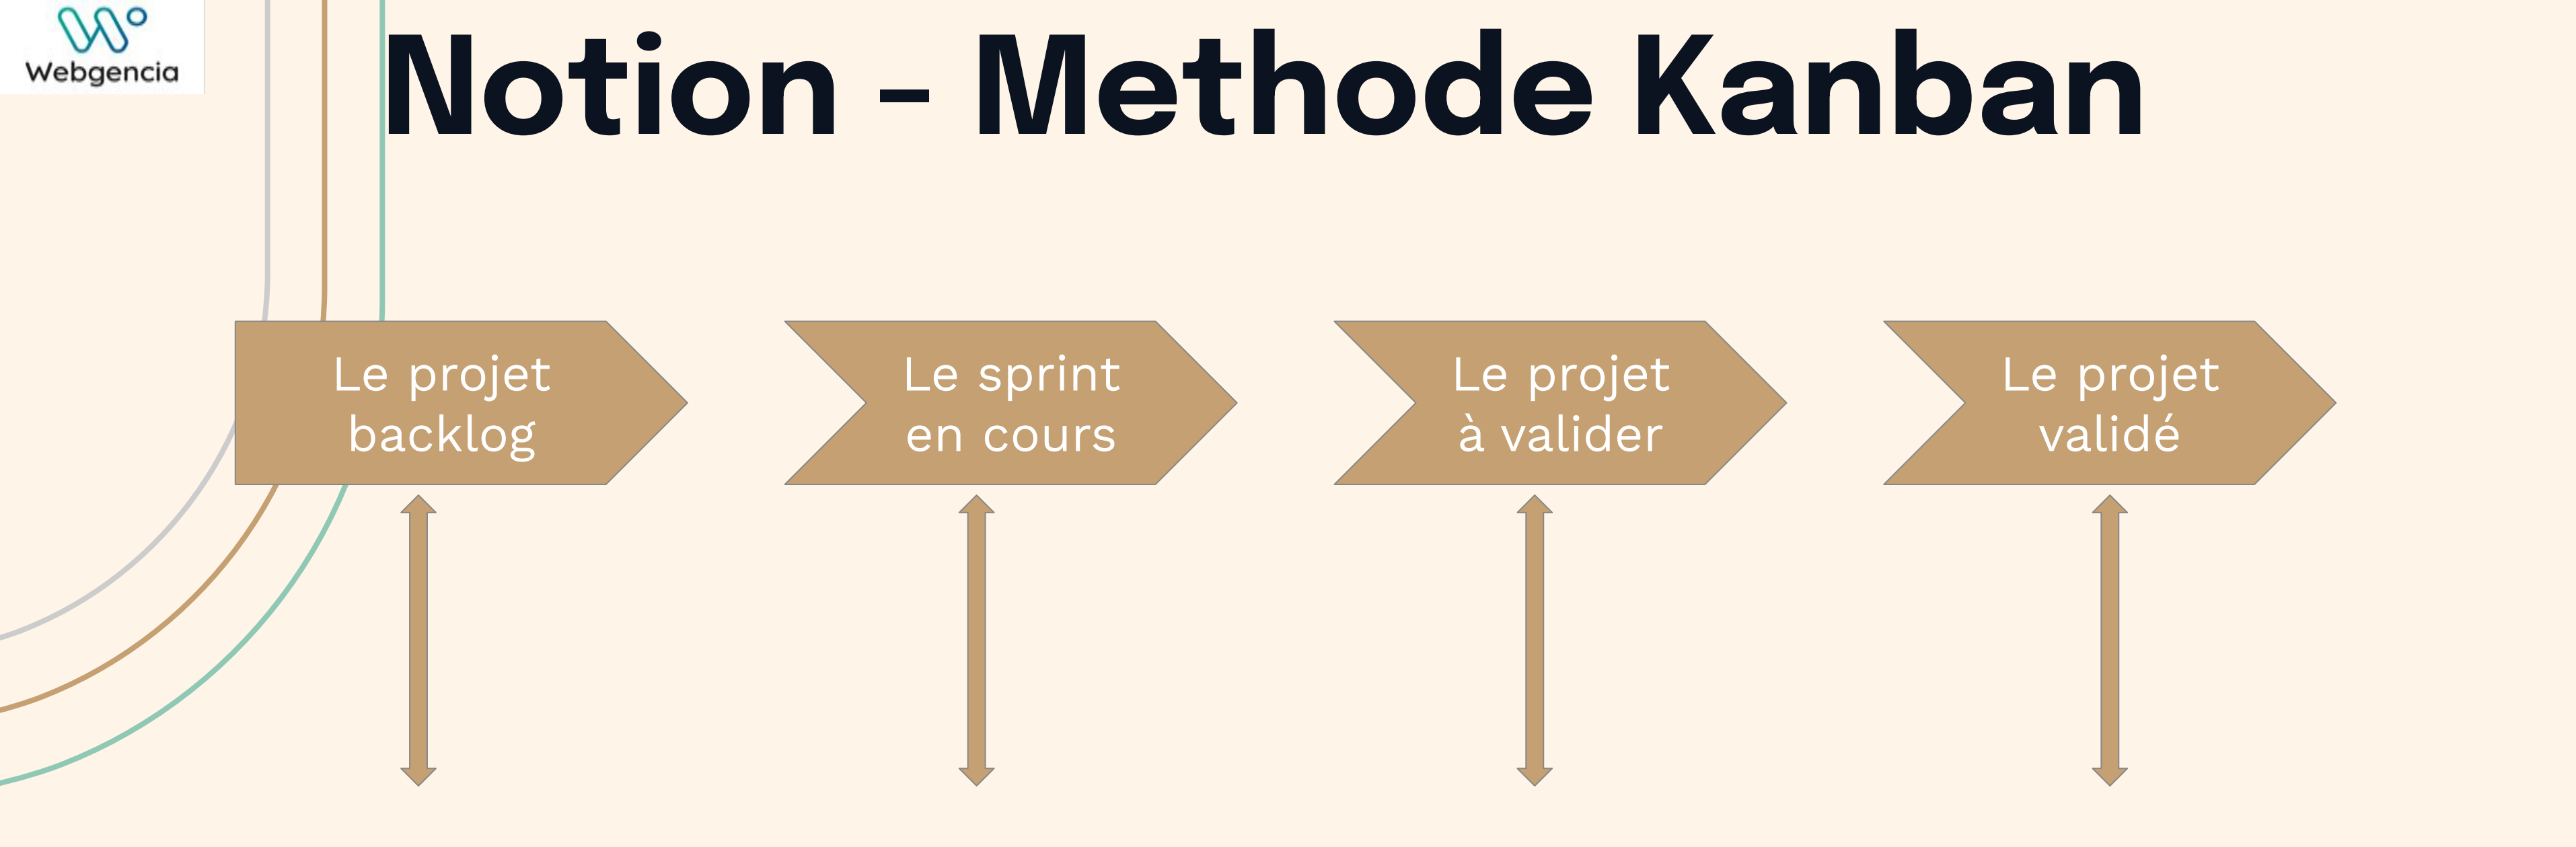 Webgencia
Notion - Methode Kanban
Le projet
backlog
Le sprint
en cours
Le projet
à valider
Le projet
validé